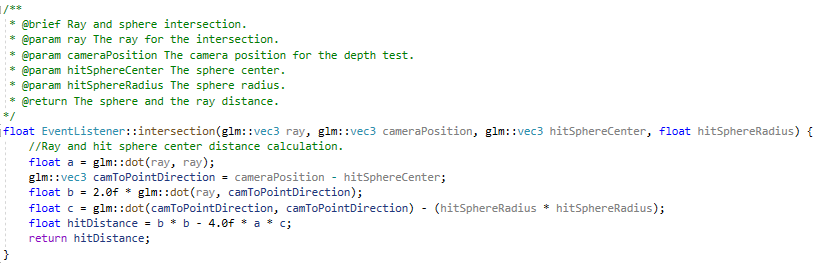 /**
* @brief Ray and sphere intersection.
* @param ray The ray for the intersection.
* @param cameraPosition The camera position for the depth test.
* @param hitSphereCenter The sphere center.
* @param hitSphereRadius The sphere radius.
* @return The sphere and the ray distance.
*/
float EventListener::intersection(glm::vec3 ray, glm::vec3 cameraPosition, glm::vec3 hitSphereCenter, float hitSphereRadius) {
//Ray and hit sphere center distance calculation.
float a = glm::dot(ray, ray);
glm::vec3 camToPointDirection = cameraPosition - hitSphereCenter;
float b = 2.0f * glm::dot(ray, camToPointDirection);
float c = glm::dot(camToPointDirection, camToPointDirection) - (hitSphereRadius * hitSphereRadius);
float hitDistance = b * b - 4.0f * a * c;
return hitDistance;
}